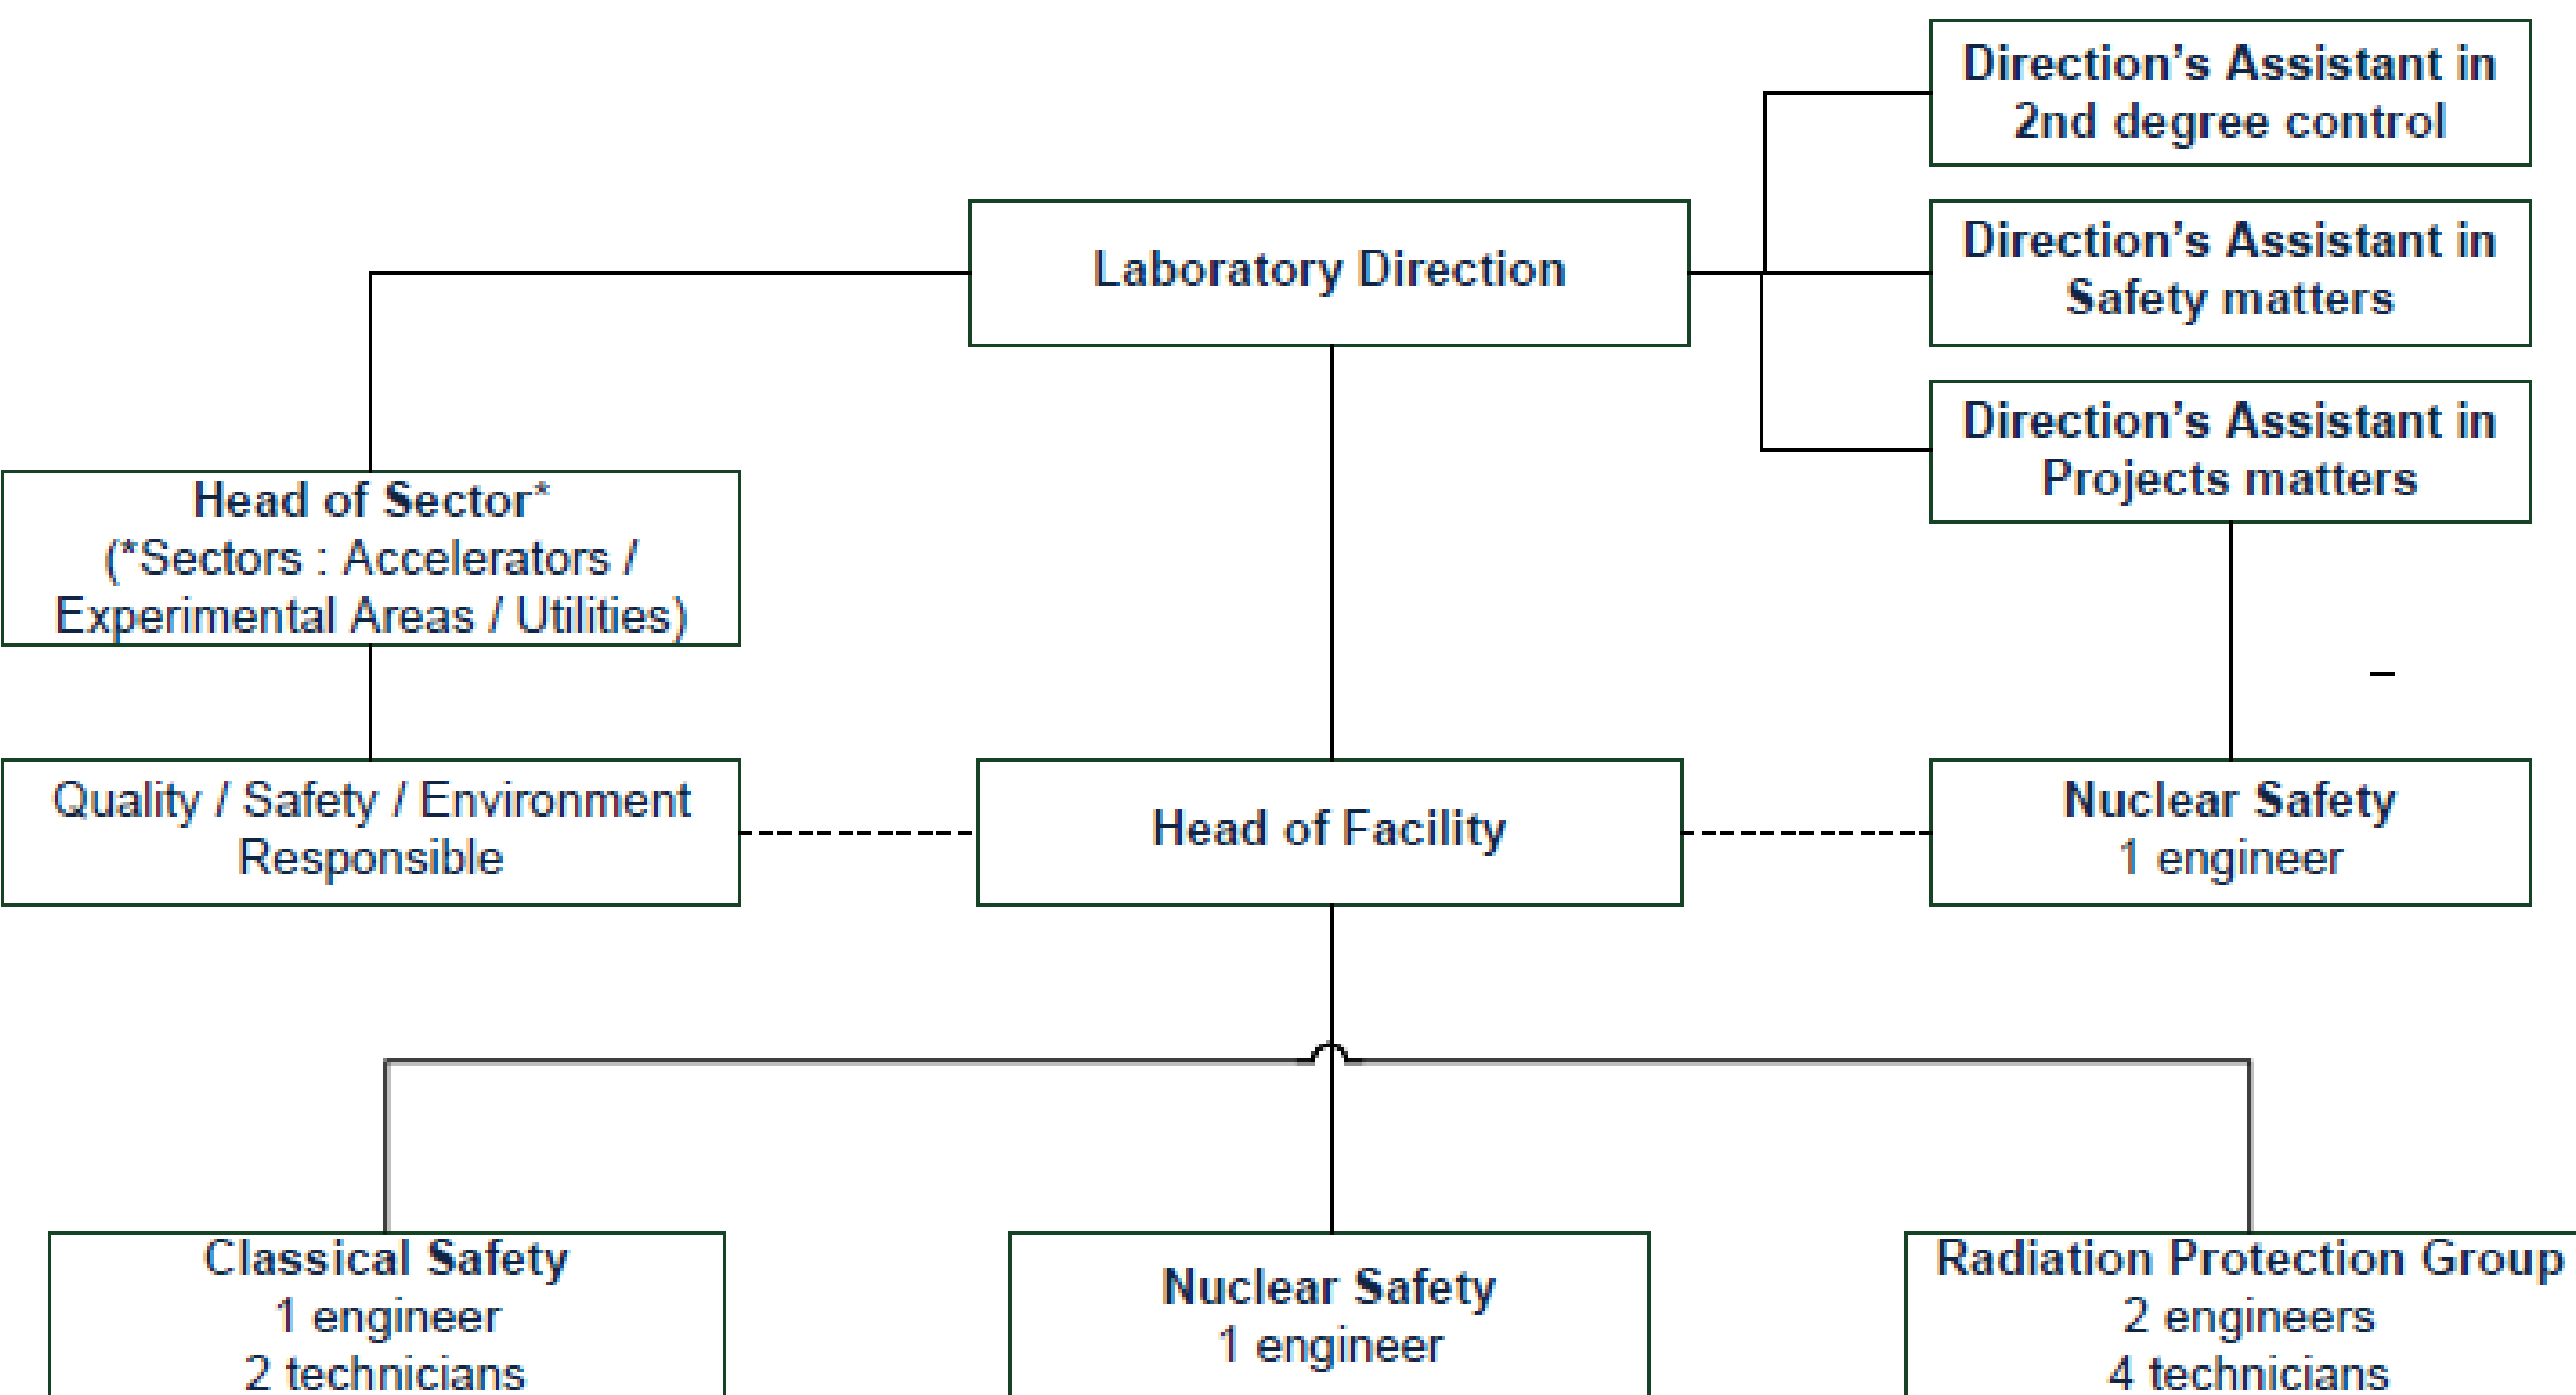 Direction’s Assistant in
2nd degree control
Laboratory Direction
Direction’s Assistant in
Safety matters
Direction’s Assistant in
Projects matters
Head of Sector*
(*Sectors : Accelerators /
Experimental Areas / Utilities)
Quality / Safety / Environment
Responsible
Head of Facility
Nuclear Safety
1 engineer
Classical Safety
1 engineer
2 technicians
Nuclear Safety
1 engineer
Radiation Protection Group
2 engineers
4 technicians